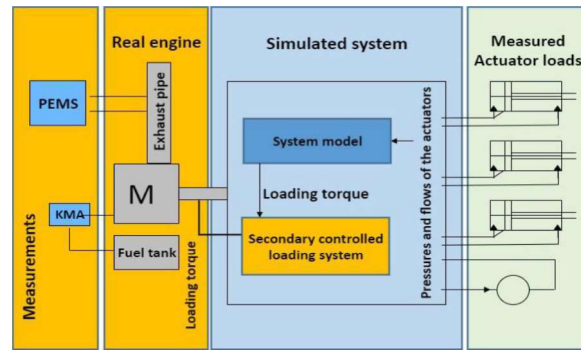 Real engine
Simulated system
Measured
Actuator loads
PEMS
Exhaust pipe
System model
M
Loading torque
KMA
Secondary controlled
loading system
Fuel tank
Measurements
Loading torque
Pressures and flows of the actuators